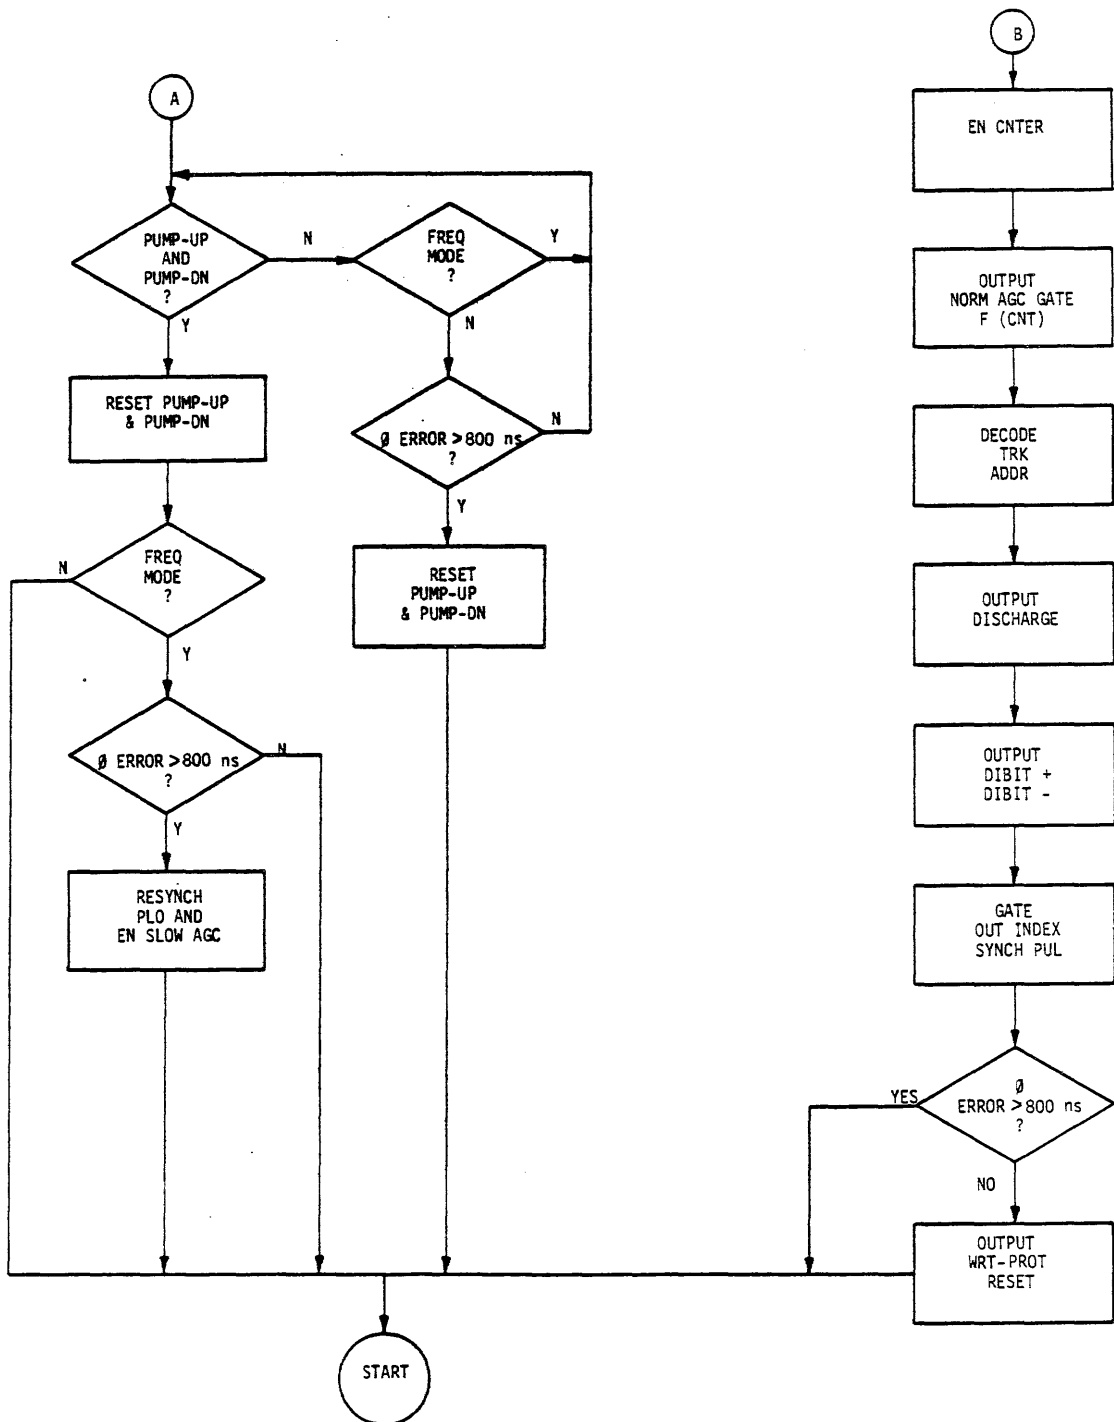 A
PUMP-UP
AND
PUMP-DN
?
N
Y
FREQ
MODE
?
Y
N
RESET PUMP-UP
& PUMP-DN
Ø ERROR > 800 ns
?
N
Y
FREQ
MODE
?
N
Y
RESET
PUMP-UP
& PUMP-DN
Ø ERROR > 800 ns
?
N
Y
RESYNCH
PLO AND
EN SLOW AGC
B
EN CNTER
OUTPUT
NORM AGC GATE
F (CNT)
DECODE
TRK
ADDR
OUTPUT
DISCHARGE
OUTPUT
DIBIT +
DIBIT -
GATE
OUT INDEX
SYNCH PUL
Ø
ERROR > 800 ns
?
YES
NO
OUTPUT
WRT-PROT
RESET
START